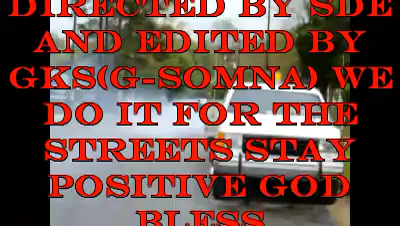 DIRECTED BY SDE
AND EDITED BY
GKS(G-SOMNA) WE
DO IT FOR THE
STREETS STAY
POSITIVE GOD
BLESS